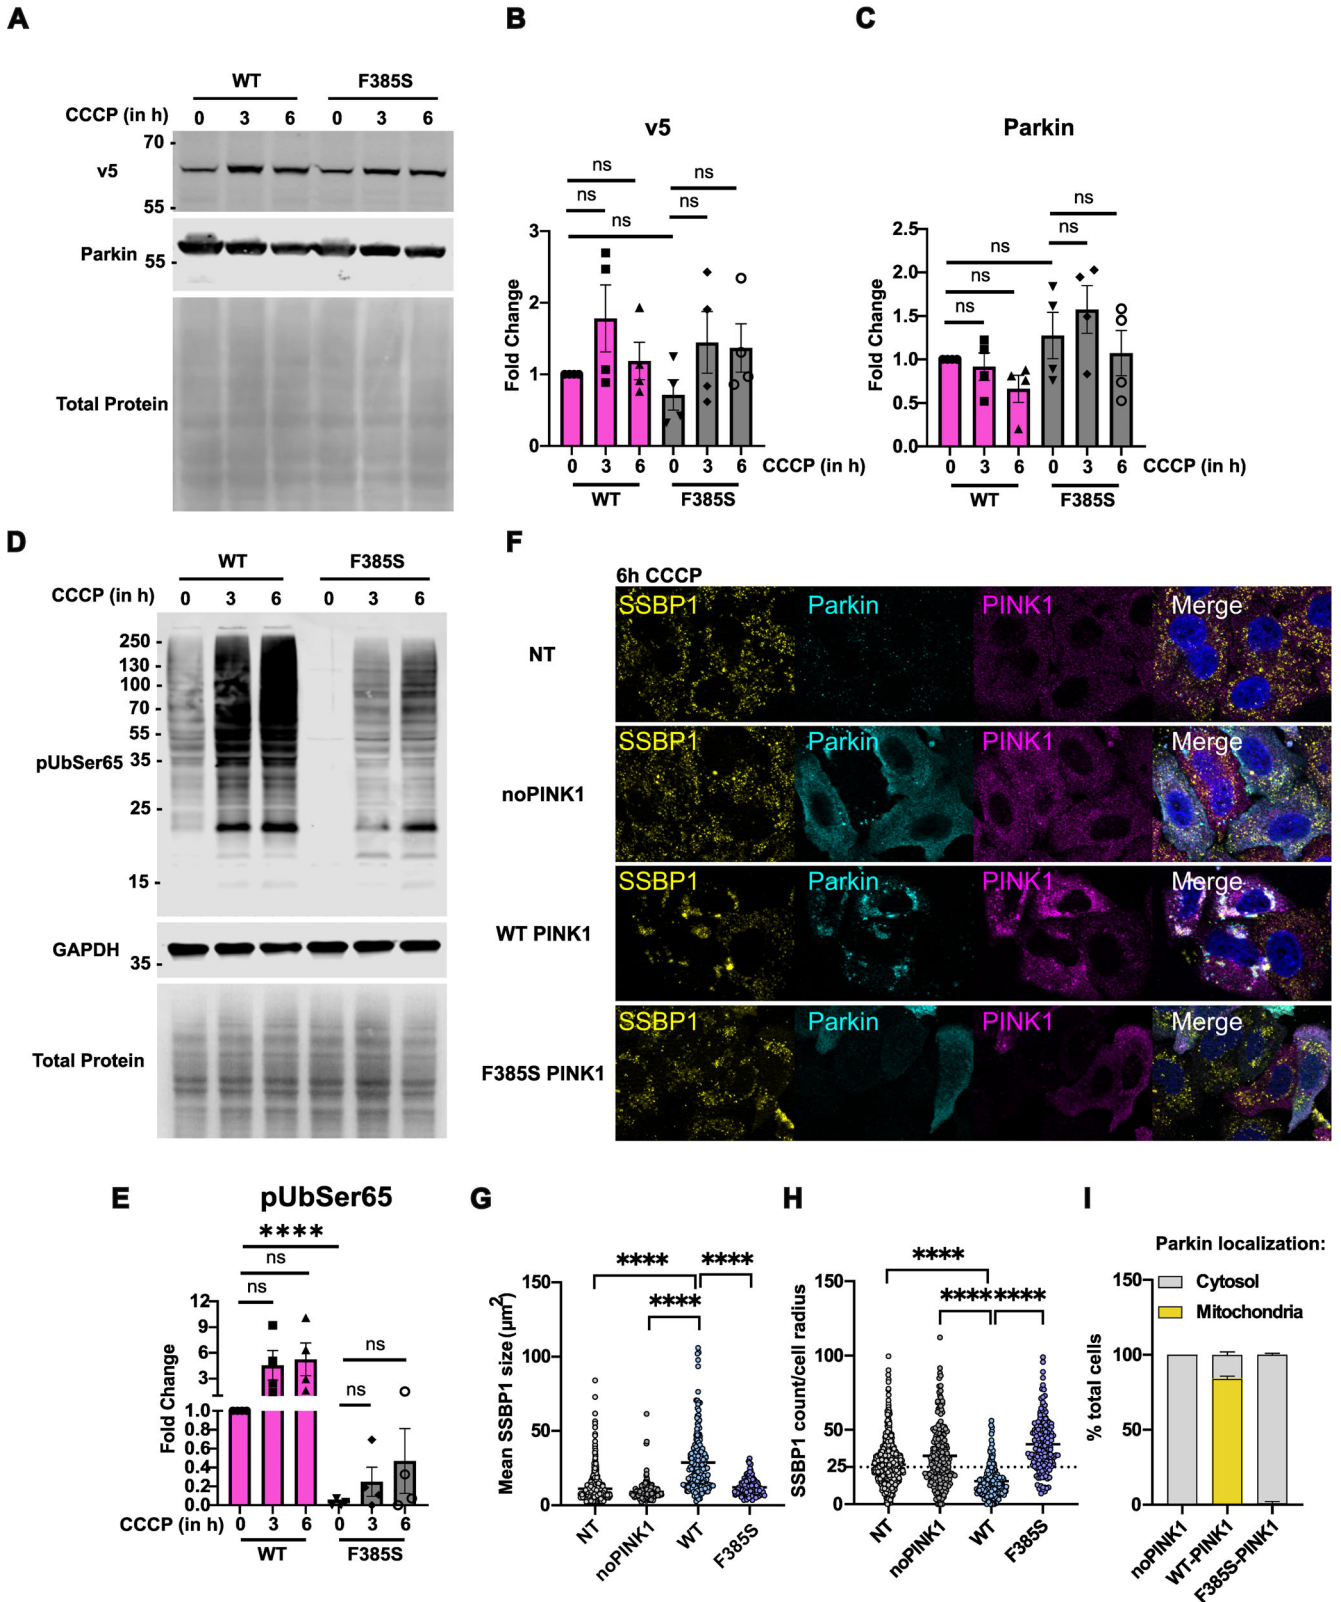 A
WT F385S
CCCP (in h) 0 3 6 0 3 6
70
v5
55
Parkin
55
Total Protein
B
v5
ns
ns
ns
ns
ns
Fold Change
3
2
1
0
0 3 6 0 3 6 CCCP (in h)
WT F385S
C
Parkin
ns
ns
ns
ns
ns
Fold Change
2.5
2.0
1.5
1.0
0.5
0.0
0 3 6 0 3 6 CCCP (in h)
WT F385S
D
WT F385S
CCCP (in h) 0 3 6 0 3 6
250
130
100
70
55
pUbSer65
35
25
15
GAPDH
35
Total Protein
F
6h CCCP
NT
SSBP1 Parkin PINK1 Merge
noPINK1
SSBP1 Parkin PINK1 Merge
WT PINK1
SSBP1 Parkin PINK1 Merge
F385S PINK1
SSBP1 Parkin PINK1 Merge
E
pUbSer65
****
ns
ns
ns
ns
Fold Change
12
9
6
3
1.0
0.8
0.6
0.4
0.2
0.0
CCCP (in h) 0 3 6 0 3 6
WT F385S
G
**** ****
****
Mean SSBP1 size (µm2)
150
100
50
0
NT noPINK1 WT F385S
H
****
**** ****
SSBP1 count/cell radius
150
100
50
25
0
NT noPINK1 WT F385S
I
Parkin localization:
Cytosol
Mitochondria
% total cells
150
100
50
0
noPINK1 WT-PINK1 F385S-PINK1